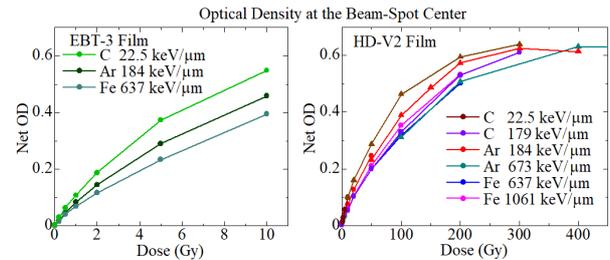 Optical Density at the Beam-Spot Center
EBT-3 Film
C 22.5 keV/µm
Ar 184 keV/µm
Fe 637 keV/µm
Net OD
0.6
0.4
0.2
0
2
4
6
8
10
Dose (Gy)
HD-V2 Film
C 22.5 keV/µm
C 179 keV/µm
Ar 184 keV/µm
Ar 673 keV/µm
Fe 637 keV/µm
Fe 1061 keV/µm
Net OD
0.6
0.4
0.2
0
100
200
300
400
Dose (Gy)